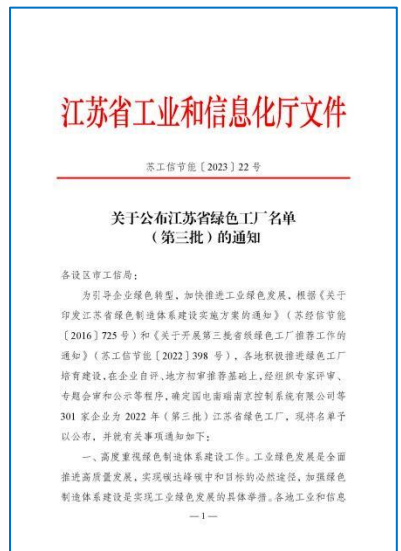 江苏省工业和信息化厅文件
苏工信节能〔2023〕22 号
关于公布江苏省绿色工厂名单
（第三批）的通知
各设区市工信局：
为引导企业绿色转型，加快推进工业绿色发展，根据《关于
印发江苏省绿色制造体系建设实施方案的通知》（苏经信节能
〔2016〕725 号）和《关于开展第三批省级绿色工厂推荐工作的
通知》（苏工信节能〔2022〕398 号），各地积极推进绿色工厂
培育建设，在企业自评、地方初审推荐基础上，经组织专家评审、
专题会审和公示等程序，确定国电南瑞南京控制系统有限公司等
301 家企业为 2022 年（第三批）江苏省绿色工厂，现将名单予
以公布，并就有关事项通知如下：
一、高度重视绿色制造体系建设工作。工业绿色发展是全面
推进高质量发展，实现碳达峰碳中和目标的必然途径，加强绿色
制造体系建设是实现工业绿色发展的具体举措。各地工业和信息
— 1 —